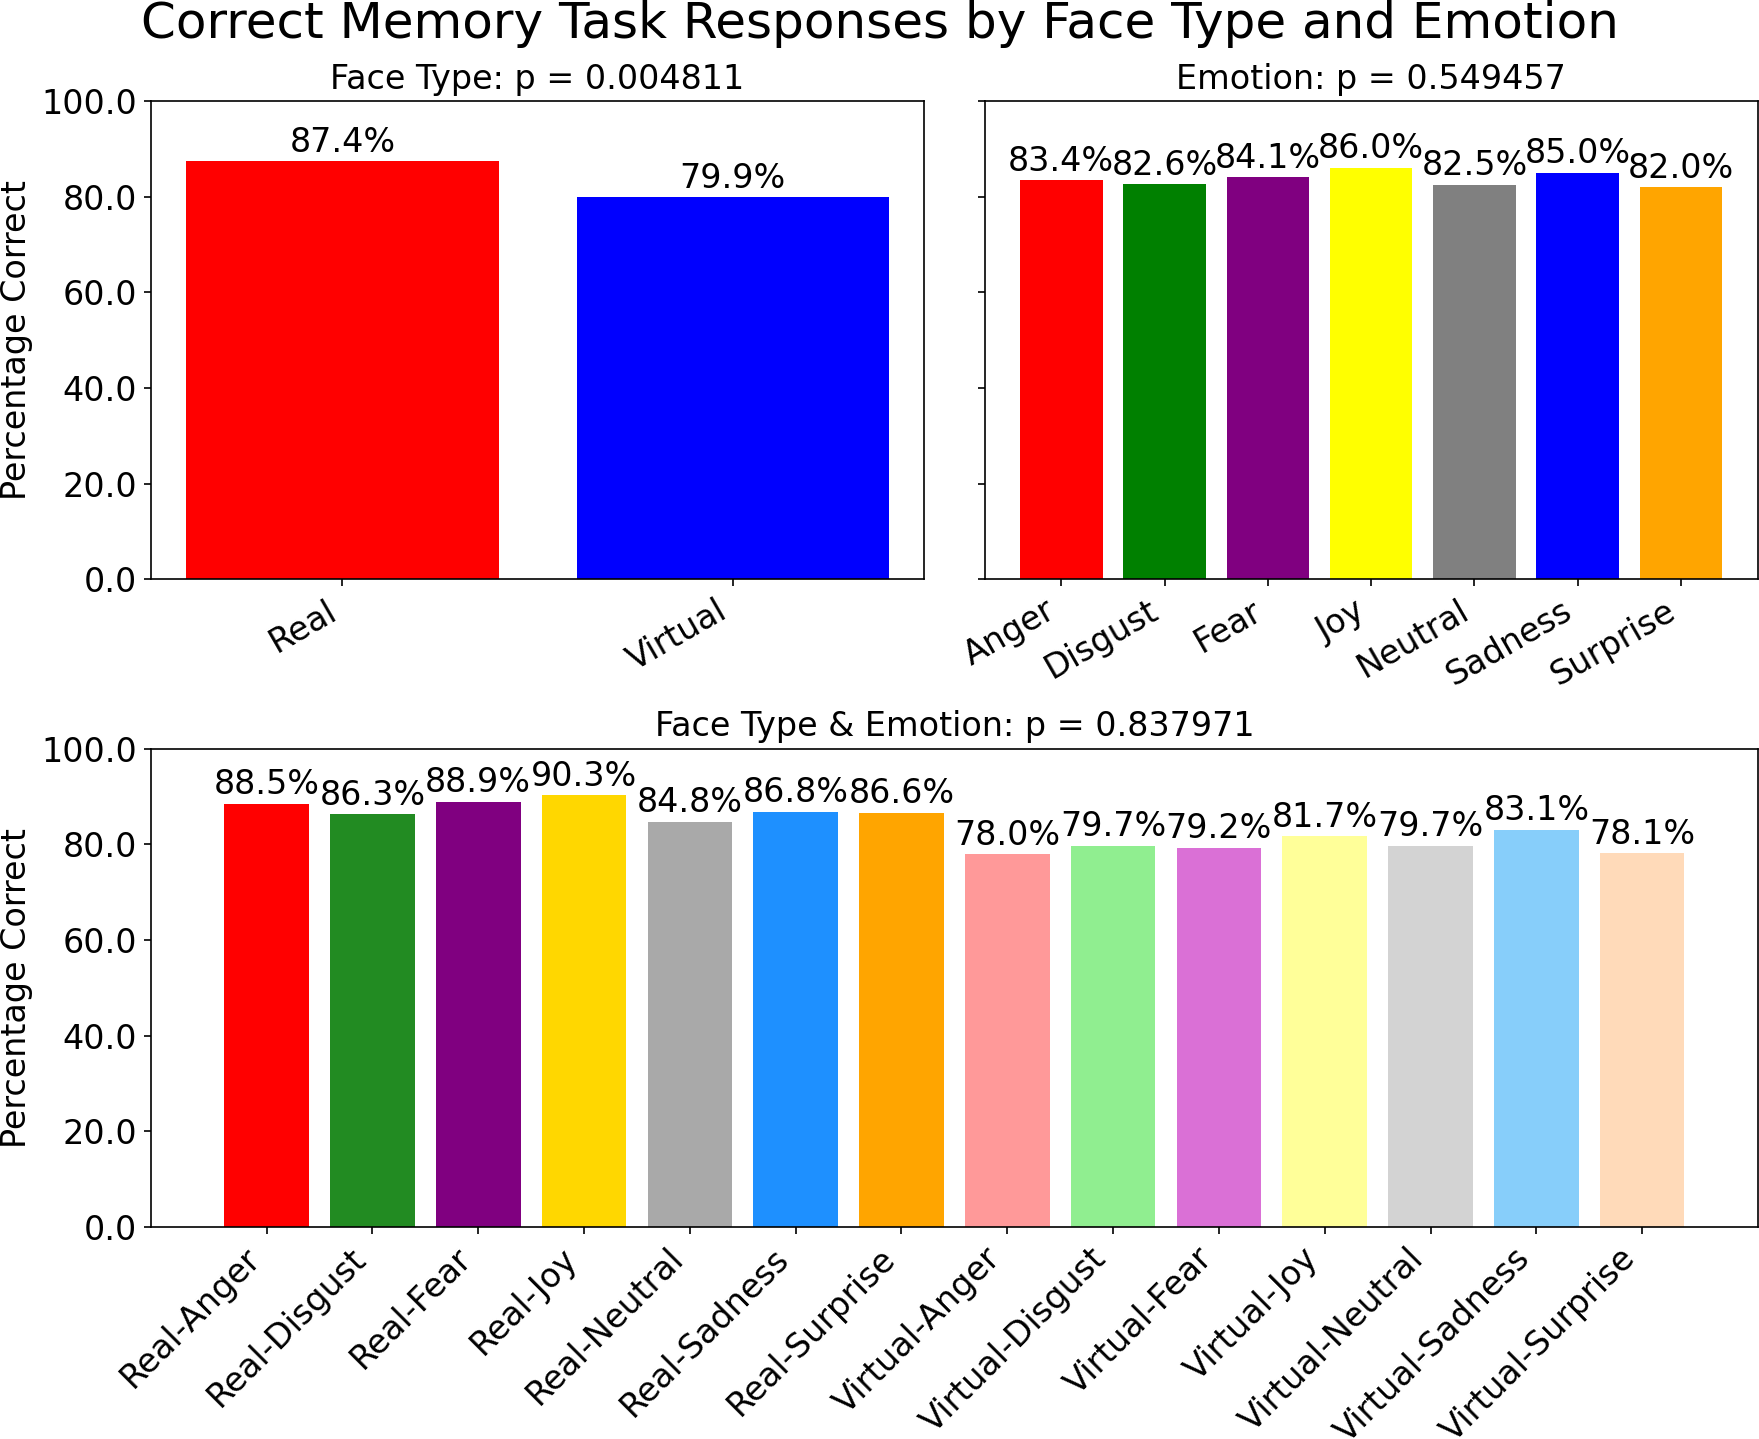 Correct Memory Task Responses by Face Type and Emotion
Face Type: p = 0.004811
Percentage Correct
100.0
80.0
60.0
40.0
20.0
0.0
87.4%
79.9%
Real
Virtual
Emotion: p = 0.549457
83.4%
82.6%
84.1%
86.0%
82.5%
85.0%
82.0%
Anger
Disgust
Fear
Joy
Neutral
Sadness
Surprise
Face Type & Emotion: p = 0.837971
Percentage Correct
100.0
80.0
60.0
40.0
20.0
0.0
88.5%
86.3%
88.9%
90.3%
84.8%
86.8%
86.6%
78.0%
79.7%
79.2%
81.7%
79.7%
83.1%
78.1%
Real-Anger
Real-Disgust
Real-Fear
Real-Joy
Real-Neutral
Real-Sadness
Real-Surprise
Virtual-Anger
Virtual-Disgust
Virtual-Fear
Virtual-Joy
Virtual-Neutral
Virtual-Sadness
Virtual-Surprise